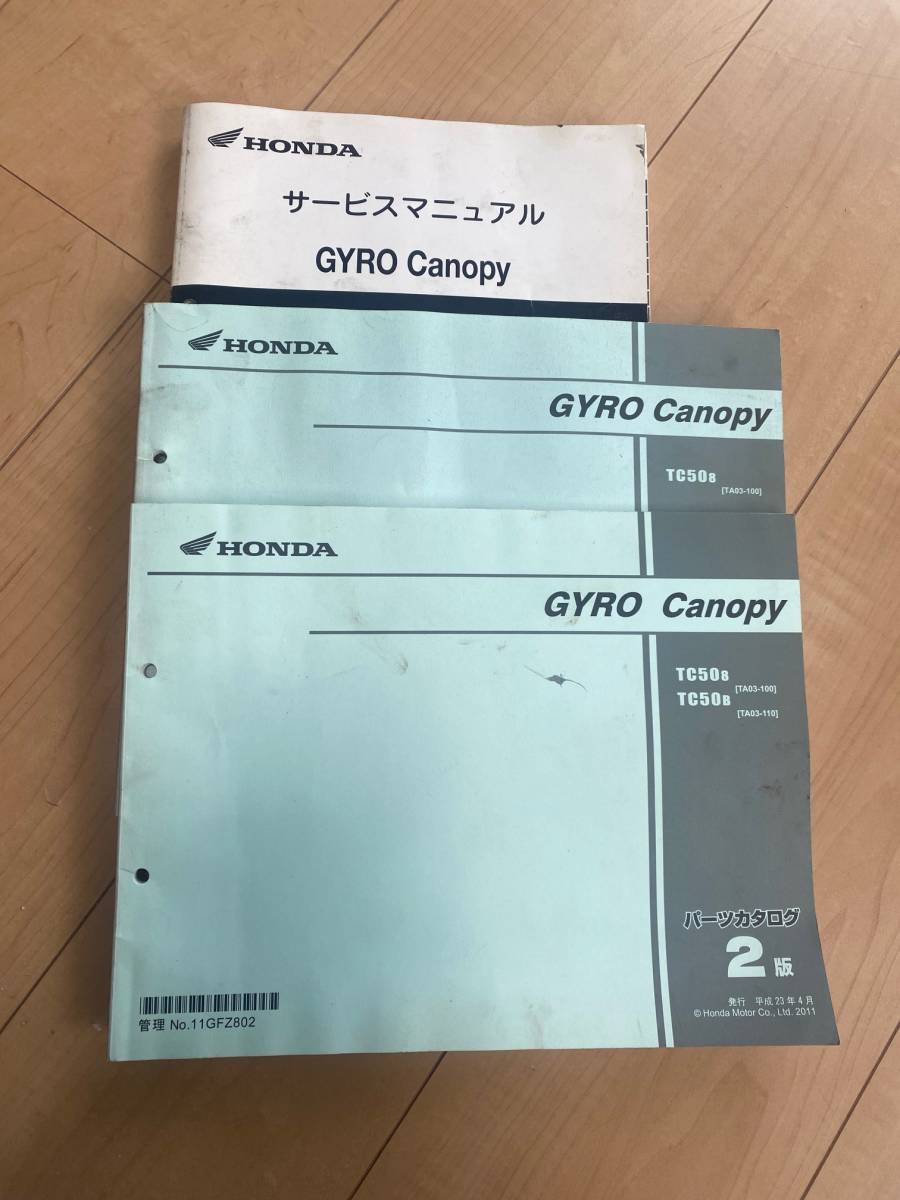 HONDA
サービスマニュアル
GYRO Canopy
HONDA
GYRO Canopy
TC508
[TA03-100]
HONDA
GYRO Canopy
TC508
[TA03-100]
TC50B
[TA03-110]
パーツカタログ
2版
発行 平成23年4月
© Honda Motor Co., Ltd. 2011
管理 No.11GFZ802